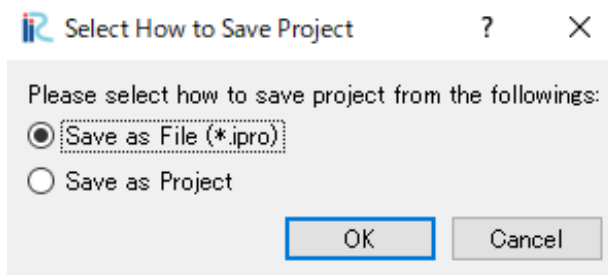 iRIC Select How to Save Project ? ×
Please select how to save project from the followings:
Save as File (*.ipro)
Save as Project
OK Cancel